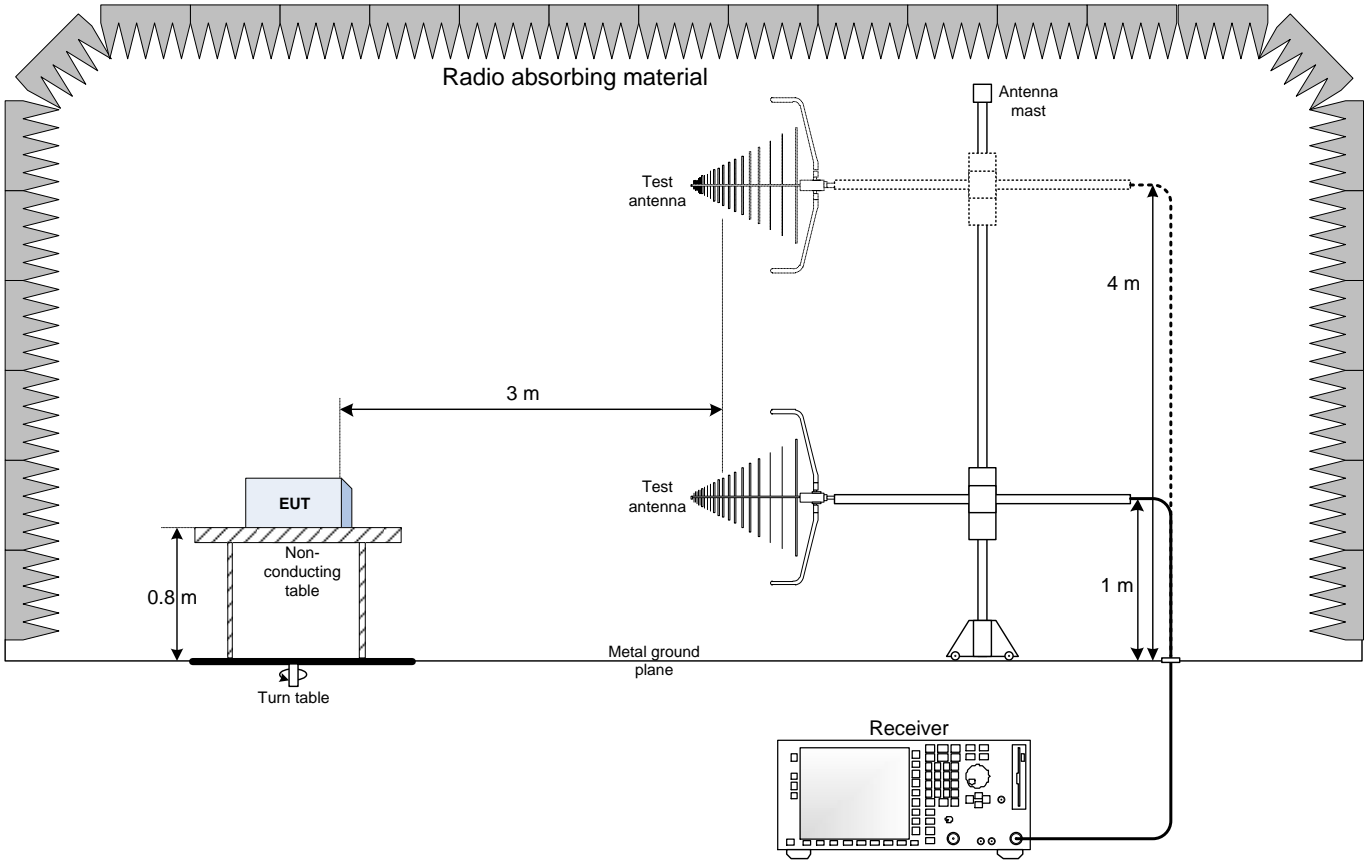 Radio absorbing material
Antenna
mast
Test
antenna
4 m
3 m
Test
antenna
EUT
Non-
conducting
table
0.8 m
1 m
Metal ground
plane
Turn table
Receiver